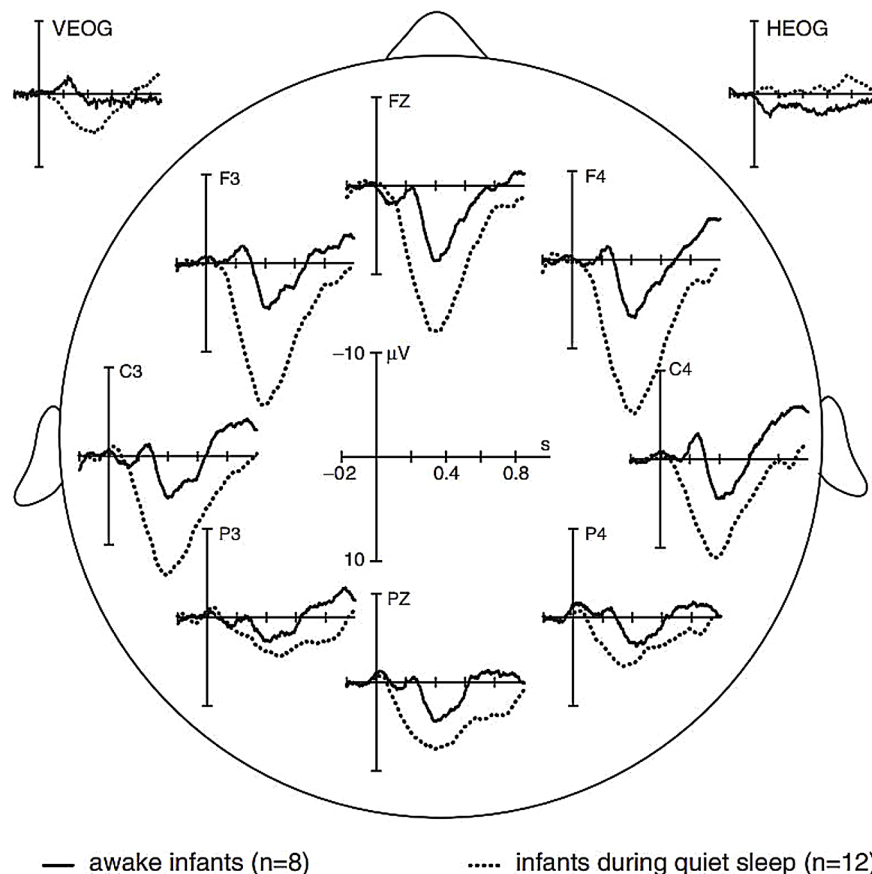 VEOG
HEOG
FZ
F3
F4
−10
μV
C3
C4
s
−02
0.4
0.8
10
P3
P4
PZ
awake infants (n=8)
infants during quiet sleep (n=12)